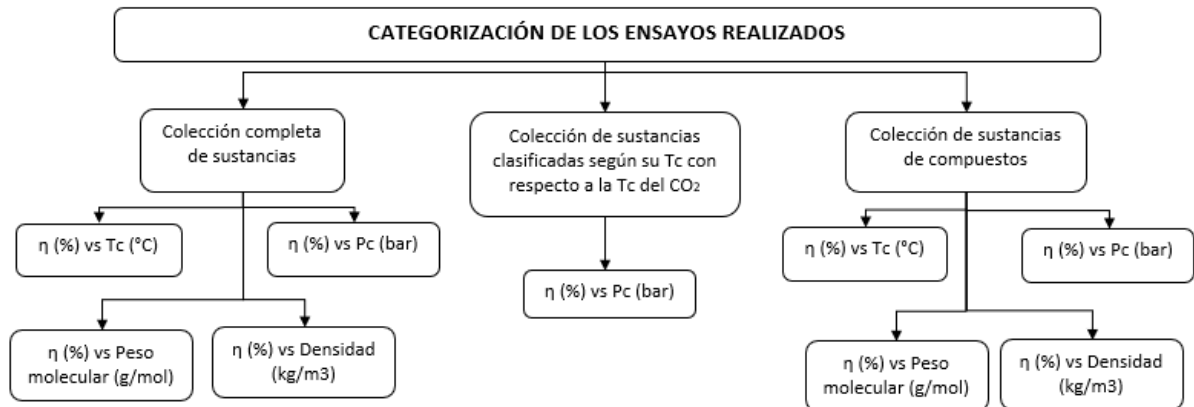 CATEGORIZACIÓN DE LOS ENSAYOS REALIZADOS
Colección completa
de sustancias
Colección de sustancias
clasificadas según su Tc con
respecto a la Tc del CO₂
Colección de sustancias
de compuestos
η (%) vs Tc (°C)
η (%) vs Pc (bar)
η (%) vs Peso
molecular (g/mol)
η (%) vs Densidad
(kg/m3)
η (%) vs Pc (bar)
η (%) vs Tc (°C)
η (%) vs Pc (bar)
η (%) vs Peso
molecular (g/mol)
η (%) vs Densidad
(kg/m3)